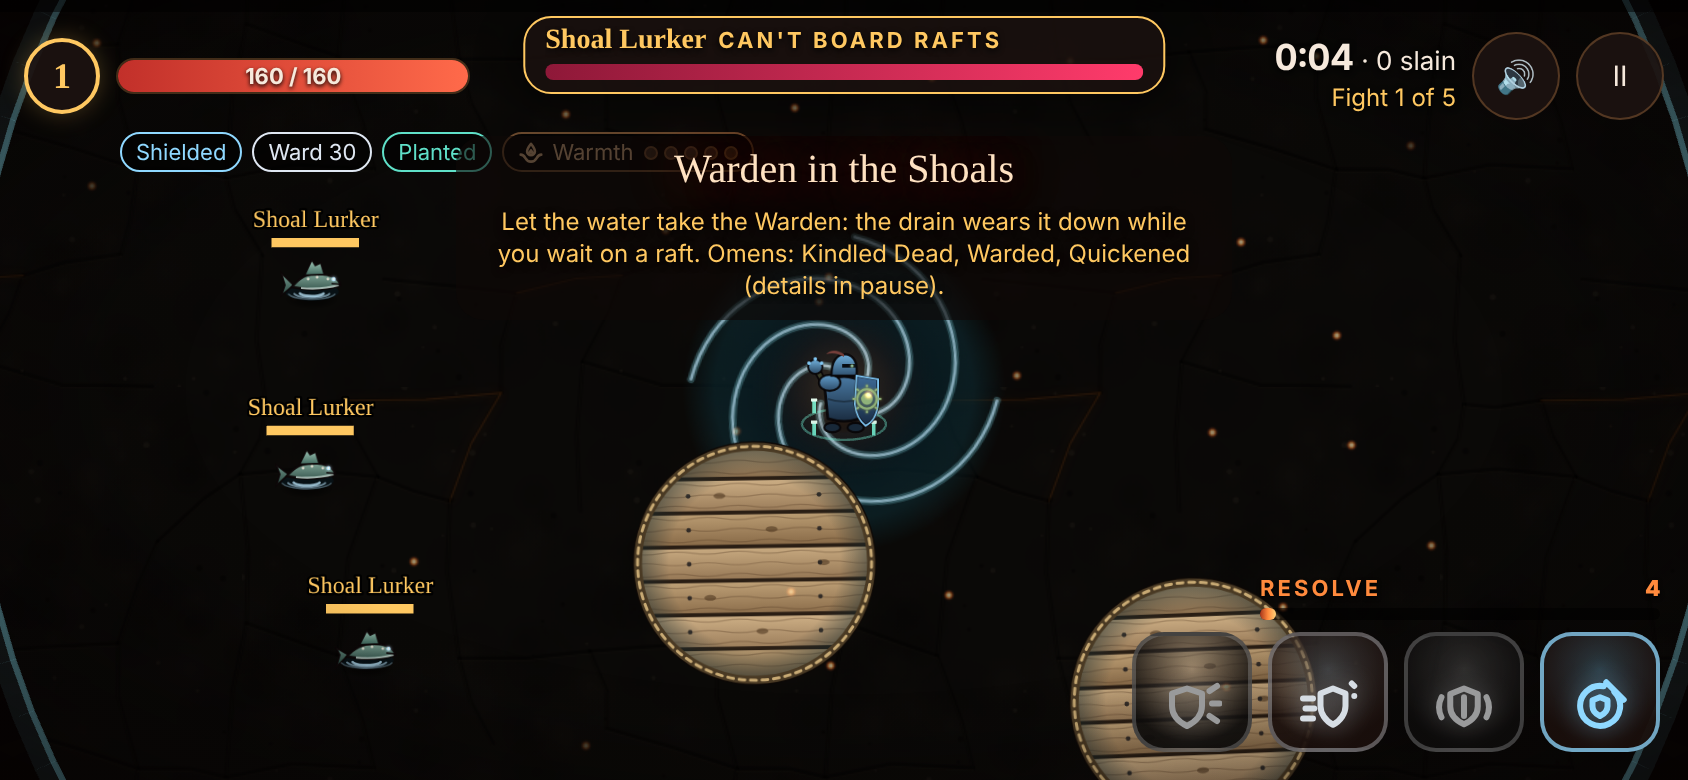 1
160 / 160
Shoal Lurker CAN'T BOARD RAFTS
0:04 · 0 slain
Fight 1 of 5
Shielded
Ward 30
Planted
Warmth
Warden in the Shoals
Let the water take the Warden: the drain wears it down while
you wait on a raft. Omens: Kindled Dead, Warded, Quickened
(details in pause).
Shoal Lurker
Shoal Lurker
Shoal Lurker
RESOLVE 4